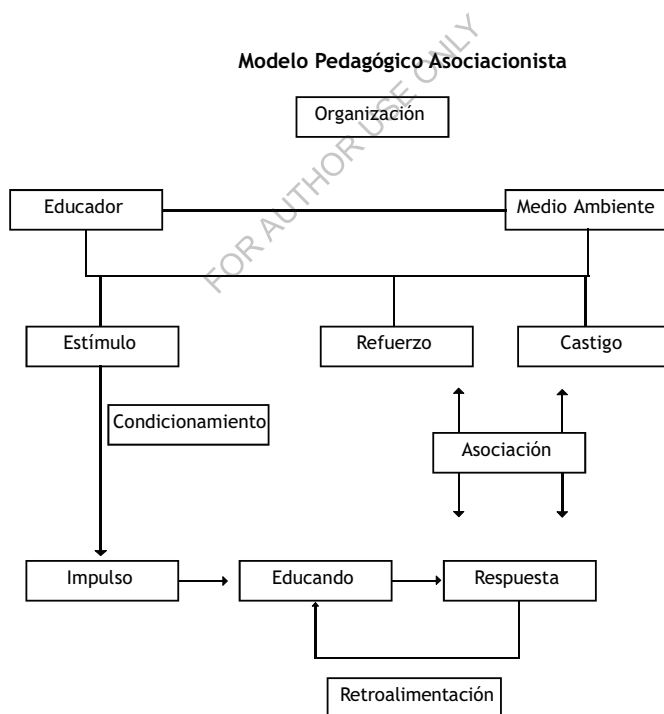 Modelo Pedagógico Asociacionista
FOR AUTHOR USE ONLY
Organización
Educador
Medio Ambiente
Estímulo
Refuerzo
Castigo
Condicionamiento
Asociación
Impulso
Educando
Respuesta
Retroalimentación